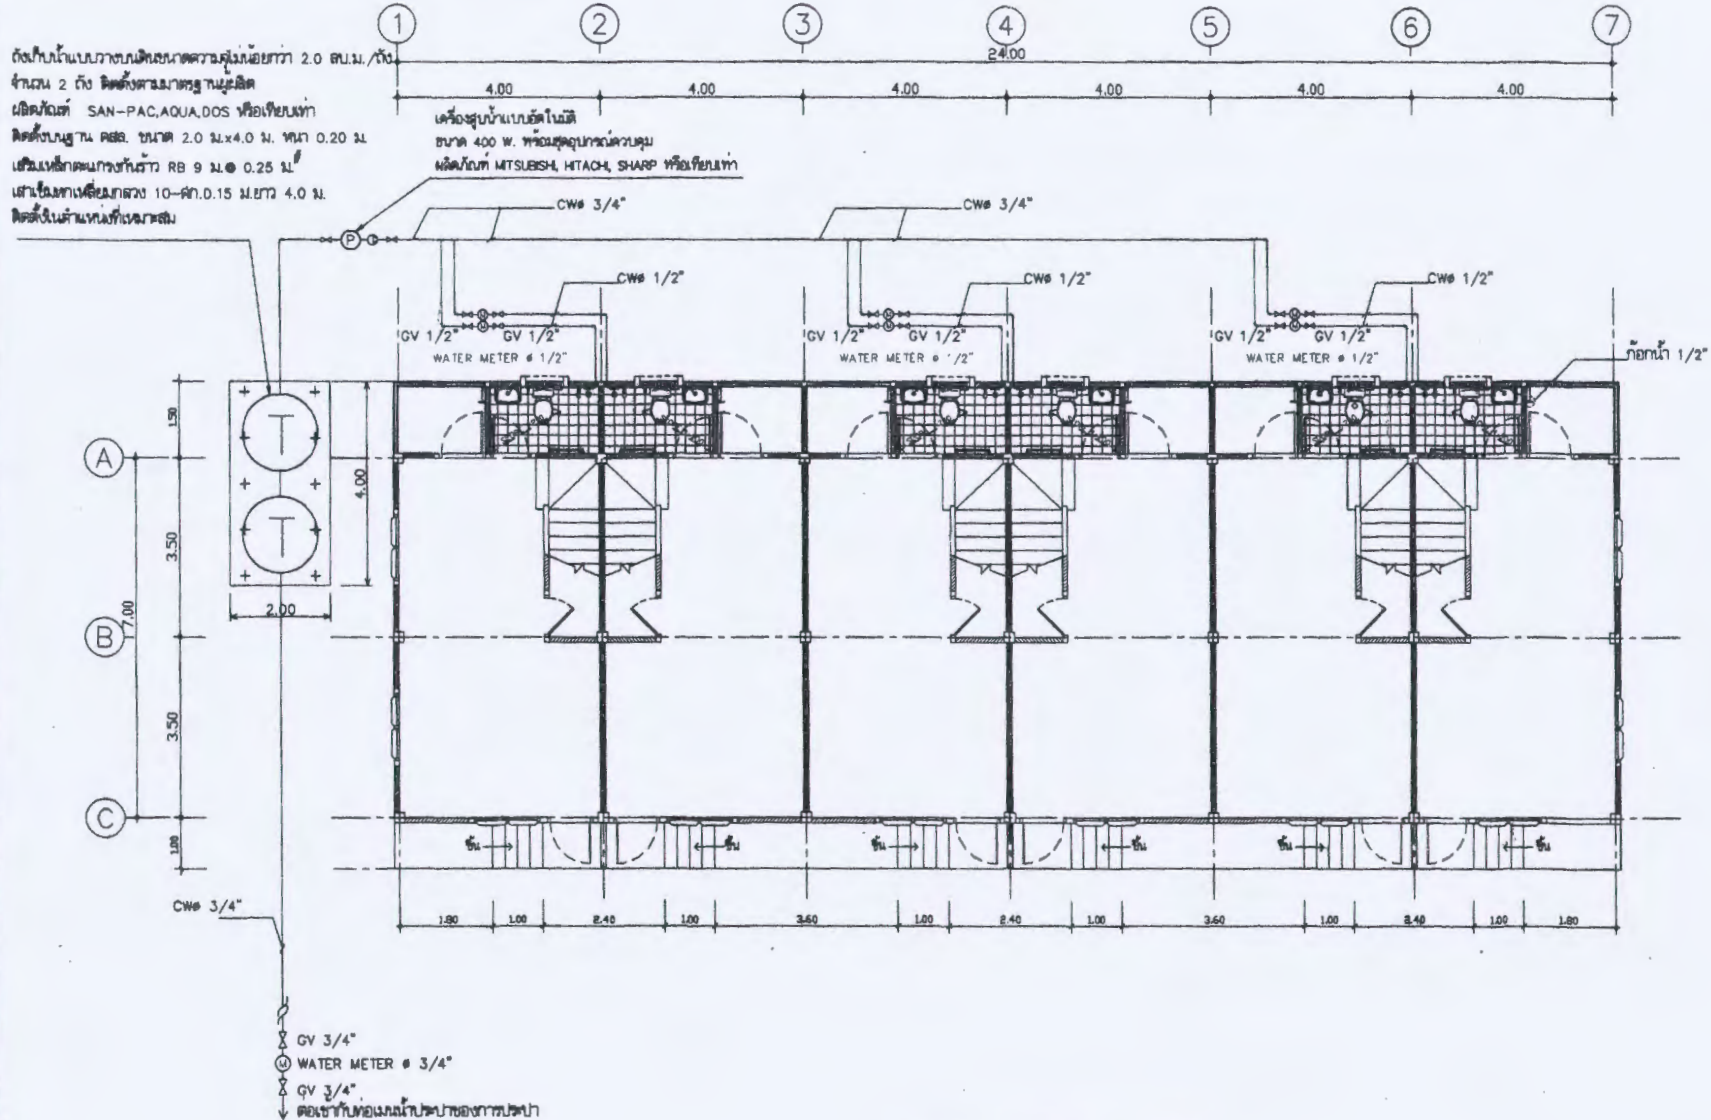 1 2 3 4 5 6 7
24.00
4.00 4.00 4.00 4.00 4.00 4.00
ถังเก็บน้ำแบบวางบนดินขนาดความจุไม่น้อยกว่า 2.0 ลบ.ม./ถัง
จำนวน 2 ถัง ติดตั้งตามมาตรฐานผู้ผลิต
ผลิตภัณฑ์ SAN-PAC,AQUA,DOS หรือเทียบเท่า
ติดตั้งบนฐาน คสล. ขนาด 2.0 ม.x4.0 ม. หนา 0.20 ม.
เสริมเหล็กตะแกรงกันร้าว RB 9 ม.@ 0.25 ม.#
เสาเข็มหกเหลี่ยมกลวง 10-ศก.0.15 ม.ยาว 4.0 ม.
ติดตั้งในตำแหน่งที่เหมาะสม
เครื่องสูบน้ำแบบอัตโนมัติ
ขนาด 400 W. พร้อมชุดอุปกรณ์ควบคุม
ผลิตภัณฑ์ MITSUBISHI, HITACHI, SHARP หรือเทียบเท่า
CWø 3/4" CWø 3/4"
P
CWø 1/2" CWø 1/2" CWø 1/2"
M M M
M M M
GV 1/2" GV 1/2" GV 1/2" GV 1/2" GV 1/2" GV 1/2"
WATER METER ø 1/2" WATER METER ø 1/2" WATER METER ø 1/2"
ก๊อกน้ำ 1/2"
1.50
A
T
4.00
3.50
T
2.00
7.00
B
3.50
C
1.00
ขึ้น ขึ้น ขึ้น ขึ้น ขึ้น ขึ้น
CWø 3/4"
1.80 1.00 2.40 1.00 3.60 1.00 2.40 1.00 3.60 1.00 2.40 1.00 1.80
GV 3/4"
M WATER METER ø 3/4"
GV 3/4"
ต่อเข้ากับท่อเมนน้ำประปาของการประปา